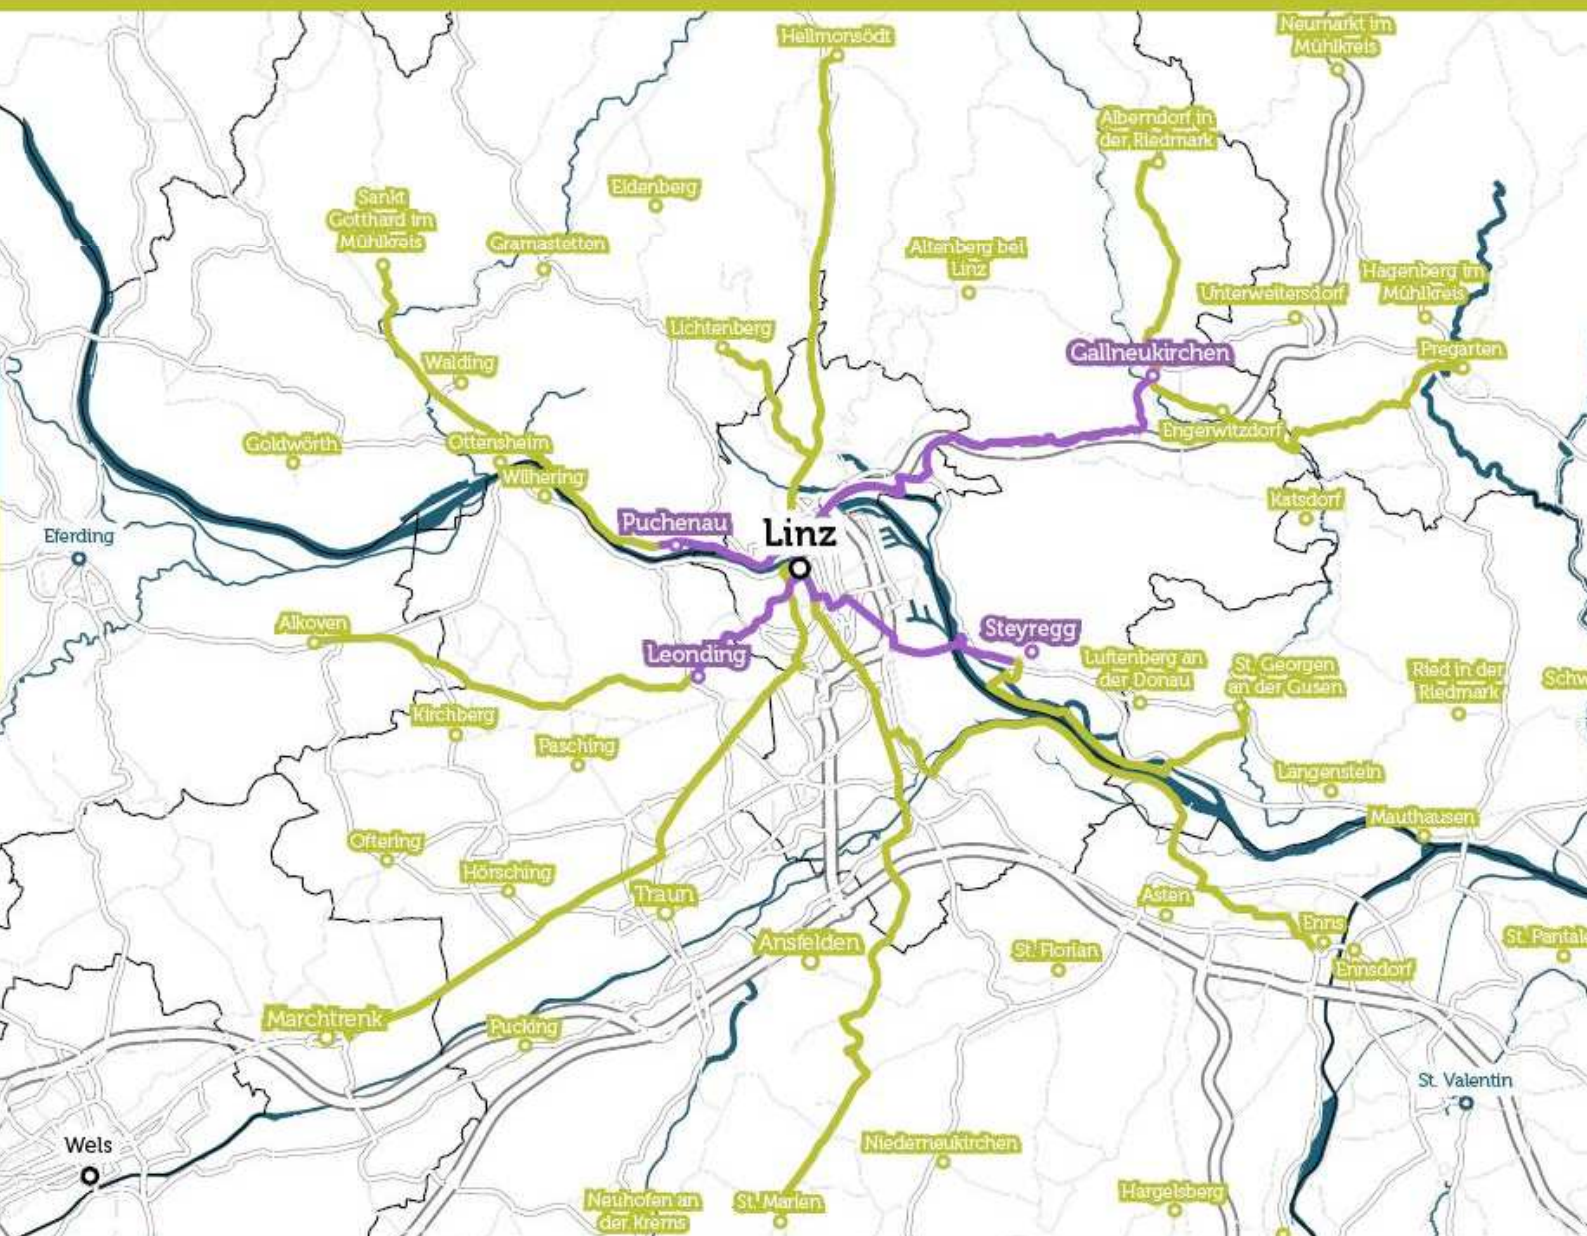 Hellmonsödt
Neumarkt im
Mühlkreis
Alberndorf in
der Riedmark
Eidenberg
Sankt
Gotthard im
Mühlkreis
Gramastetten
Altenberg bei
Linz
Hagenberg im
Mühlkreis
Unterweitersdorf
Lichtenberg
Gallneukirchen
Pregarten
Walding
Engerwitzdorf
Goldwörth
Ottensheim
Wilhering
Katsdorf
Puchenau
Linz
Eferding
Alkoven
Steyregg
Leonding
Luftenberg an
der Donau
St. Georgen
an der Gusen
Ried in der
Riedmark
Schw
Kirchberg
Pasching
Langenstein
Mauthausen
Oftering
Hörsching
Traun
Asten
Enns
Ansfelden
St. Florian
St. Pantale
Ennsdorf
Marchtrenk
Pucking
St. Valentin
Wels
Niederneukirchen
Neuhofen an
der Krems
St. Marien
Hargelsberg